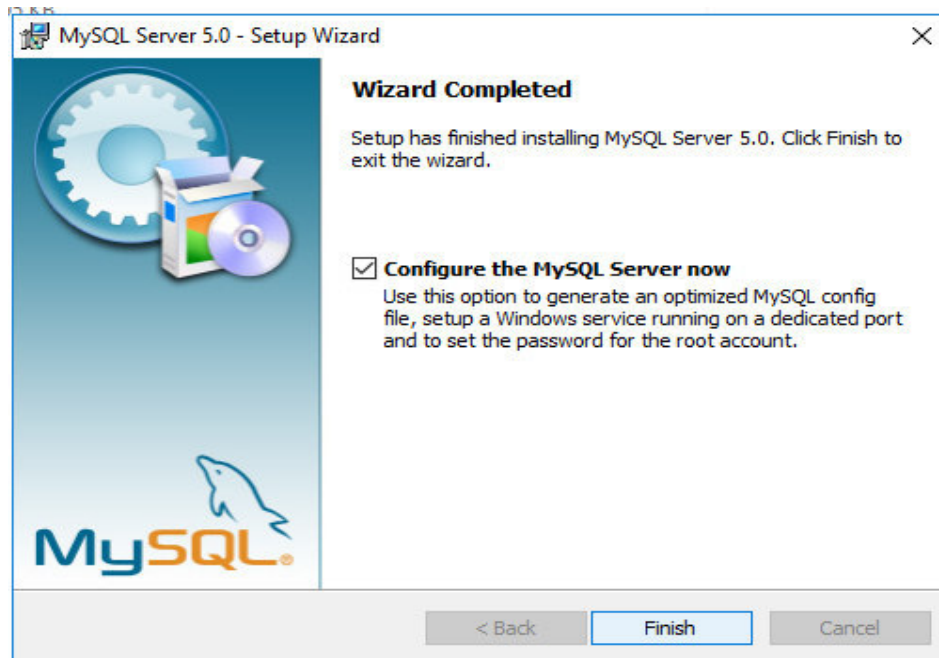 MySQL Server 5.0 - Setup Wizard
Wizard Completed
Setup has finished installing MySQL Server 5.0. Click Finish to
exit the wizard.
Configure the MySQL Server now
Use this option to generate an optimized MySQL config
file, setup a Windows service running on a dedicated port
and to set the password for the root account.
MySQL®
< Back
Finish
Cancel